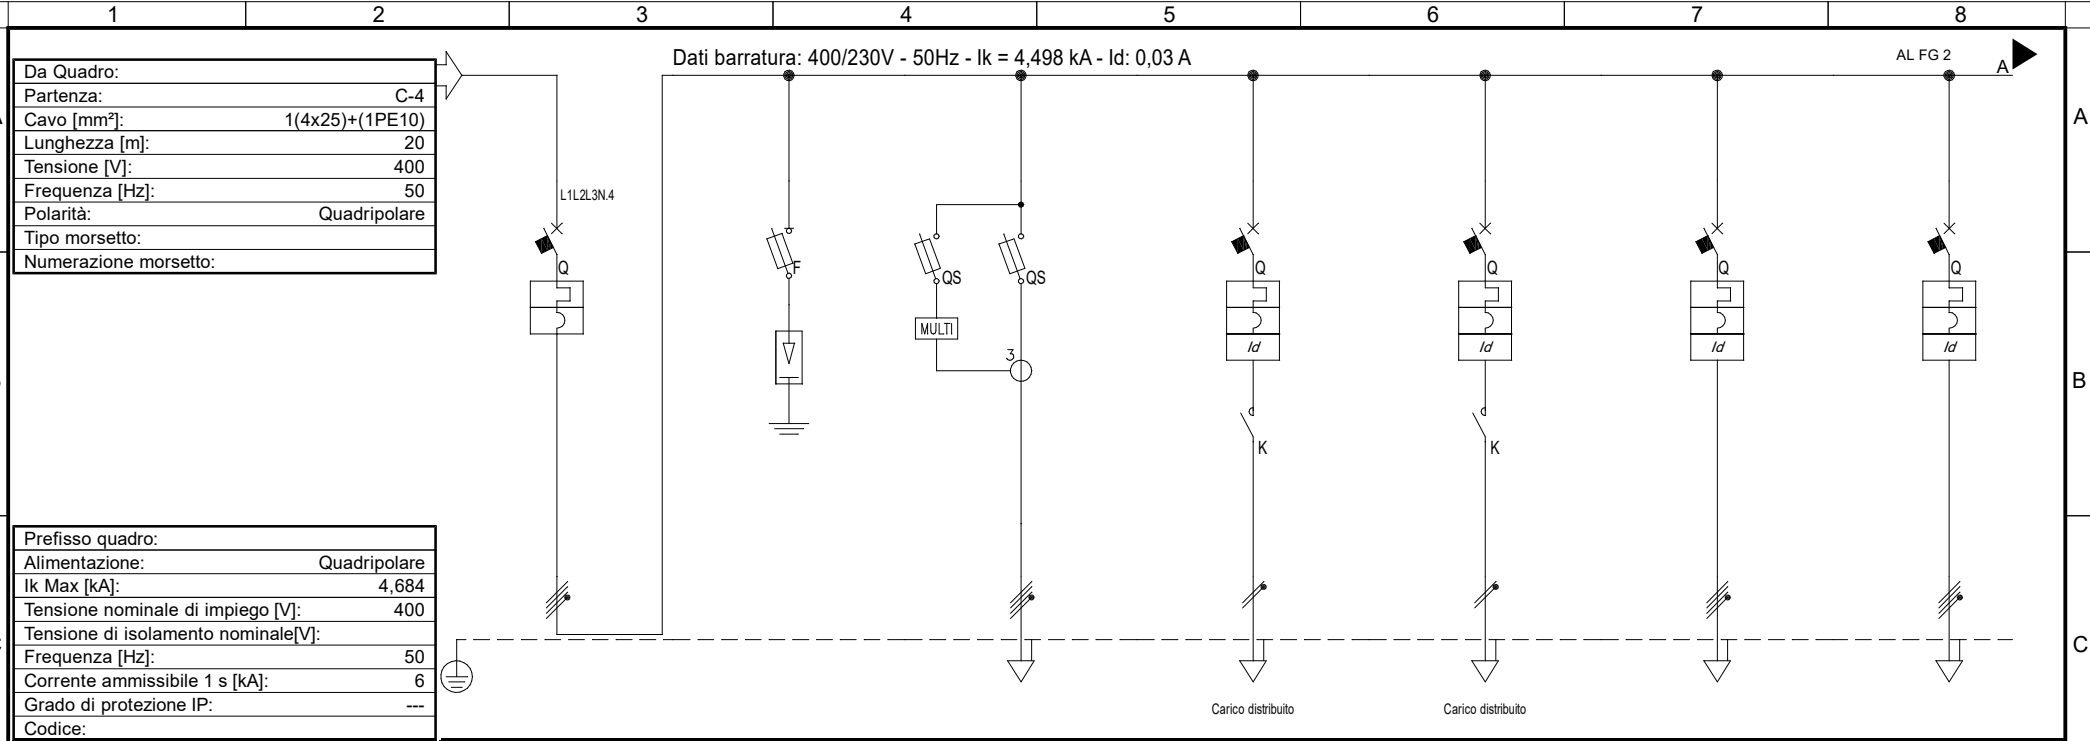 1 2 3 4 5 6 7 8
Dati barratura: 400/230V - 50Hz - Ik = 4,498 kA - Id: 0,03 A
AL FG 2
A
Da Quadro:
Partenza: C-4
Cavo [mm²]: 1(4x25)+(1PE10)
Lunghezza [m]: 20
Tensione [V]: 400
Frequenza [Hz]: 50
Polarità: Quadripolare
Tipo morsetto:
Numerazione morsetto:
A
L1L2L3N.4
Q F QS QS Q Q Q Q
MULTI
3
Id Id Id Id
B
K K
Prefisso quadro:
Alimentazione: Quadripolare
Ik Max [kA]: 4,684
Tensione nominale di impiego [V]: 400
Tensione di isolamento nominale[V]:
Frequenza [Hz]: 50
Corrente ammissibile 1 s [kA]: 6
Grado di protezione IP: ---
Codice:
C
Carico distribuito Carico distribuito